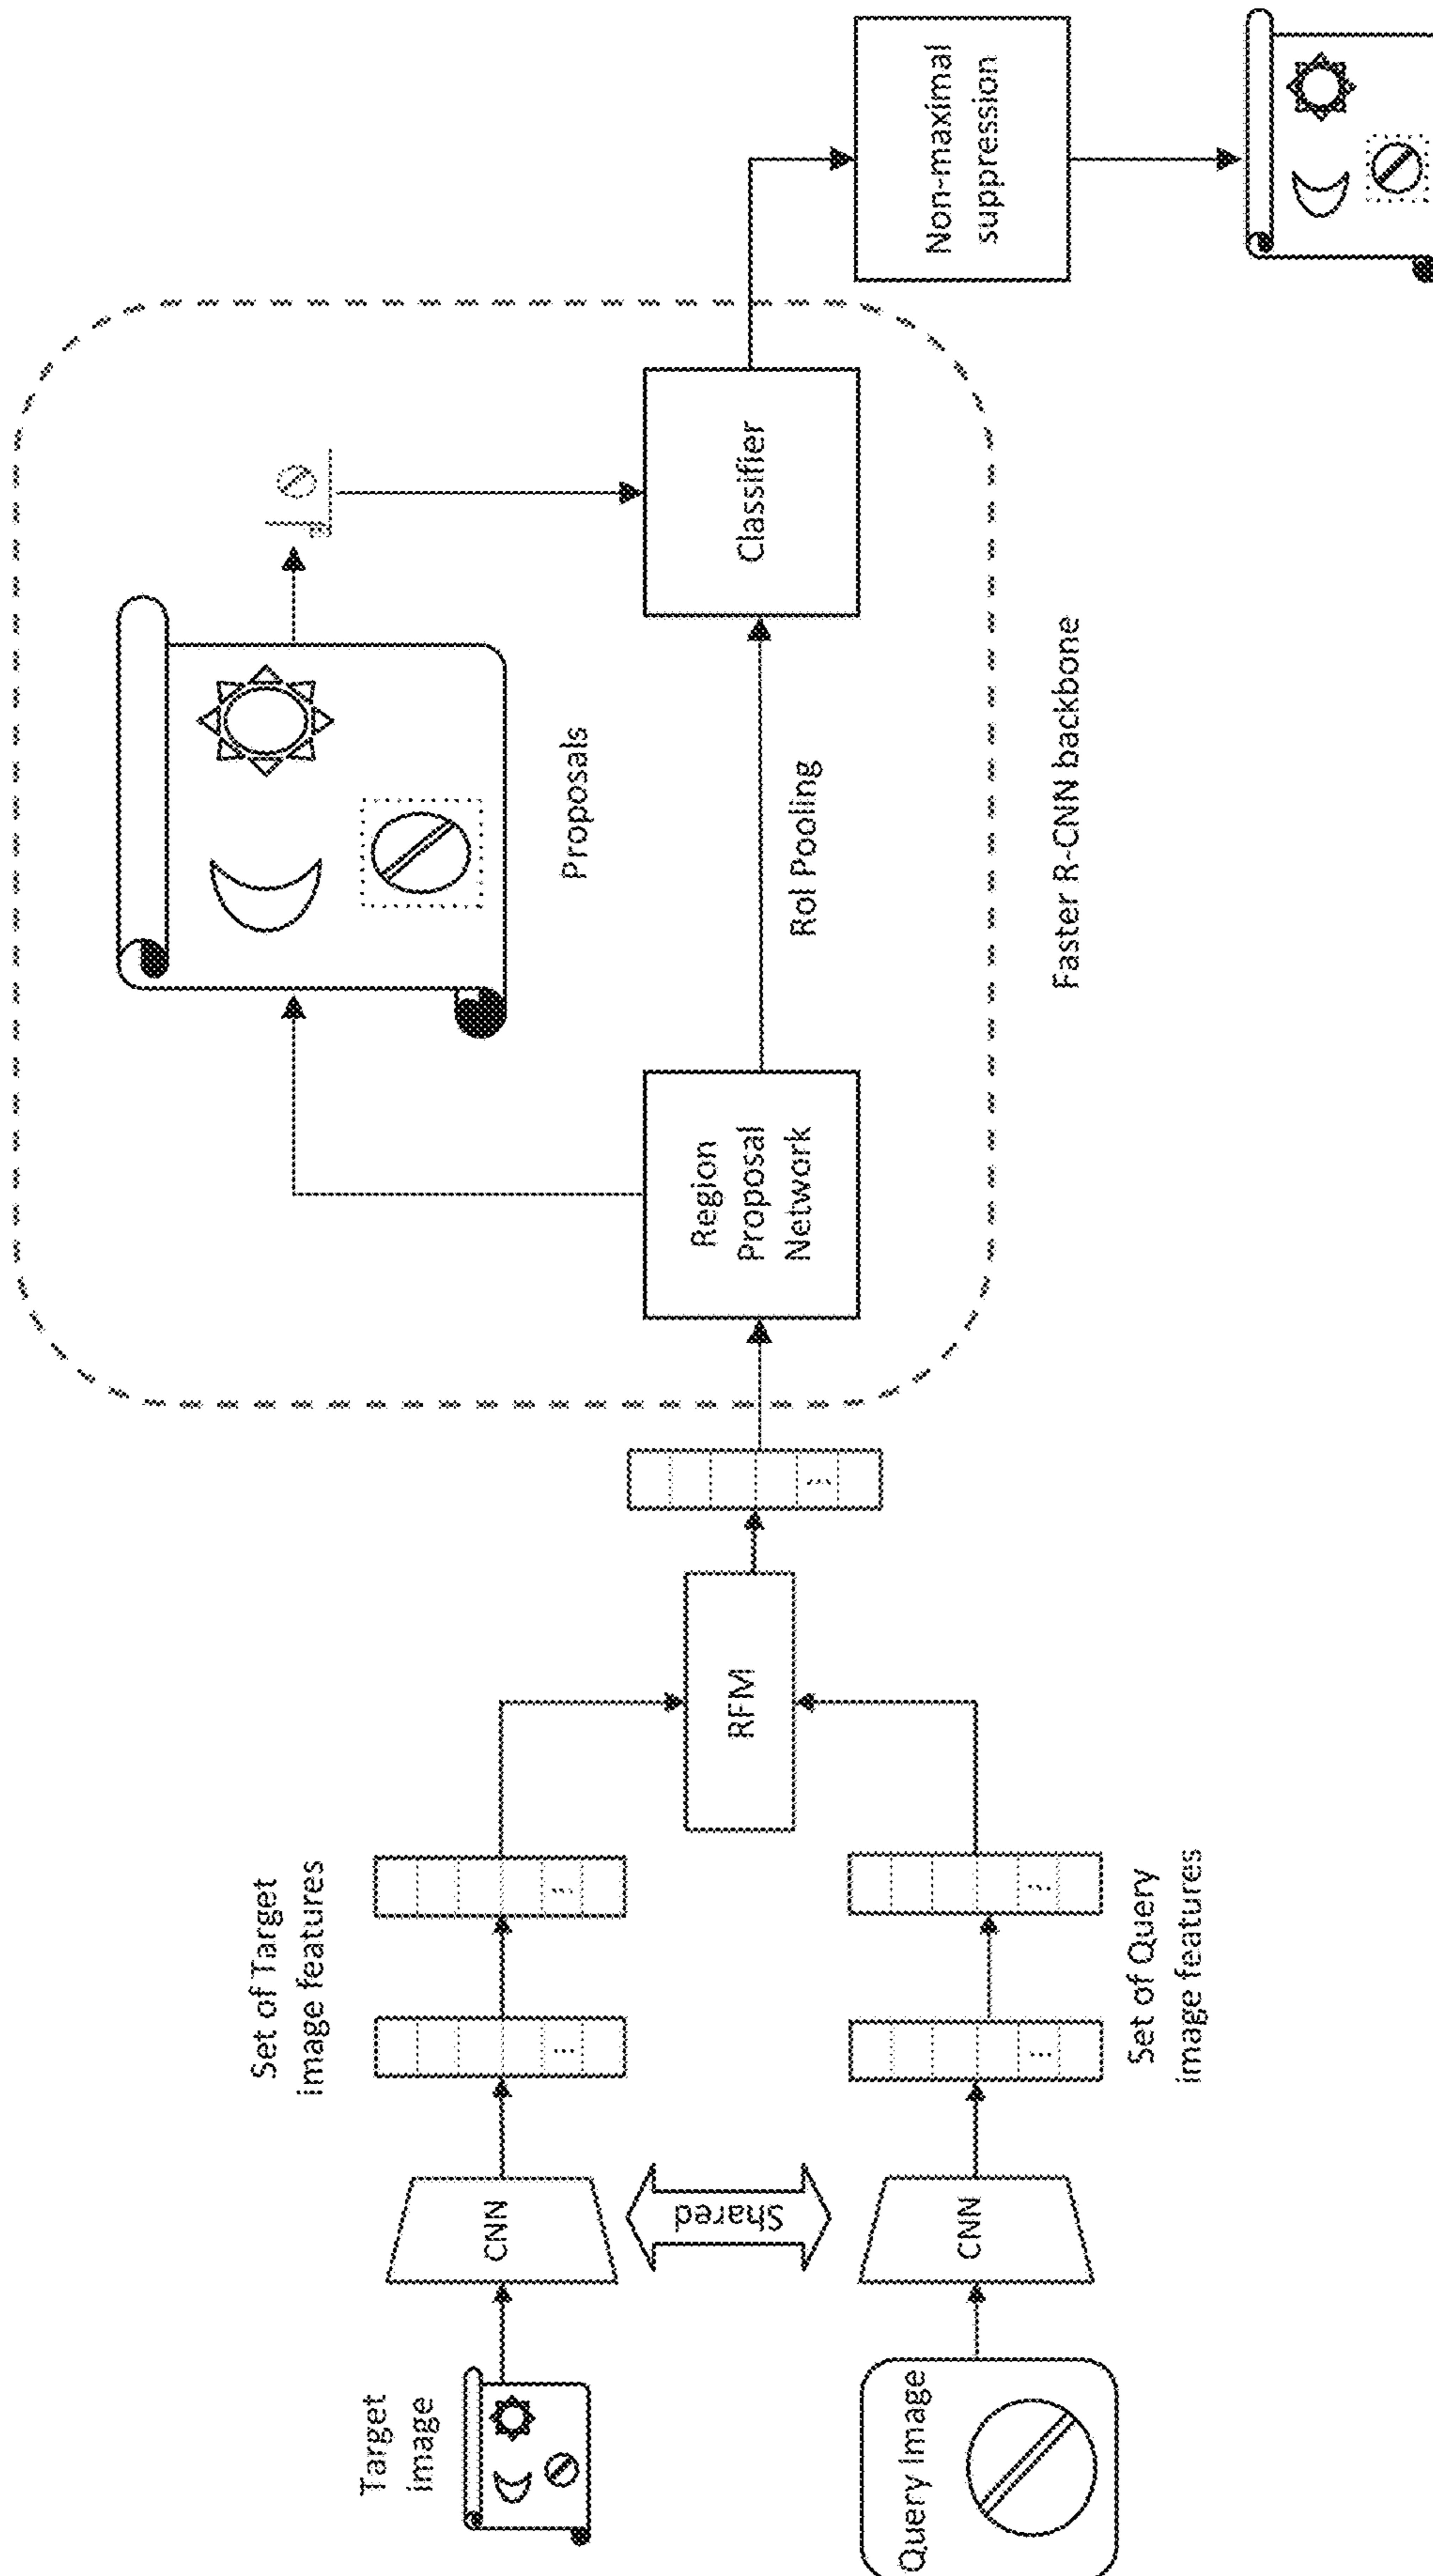 Target
image
Query Image
CNN
Shared
CNN
Set of Target
image features
Set of Query
image features
RFM
Region
Proposal
Network
RoI Pooling
Proposals
Classifier
Faster R-CNN backbone
Non-maximal
suppression